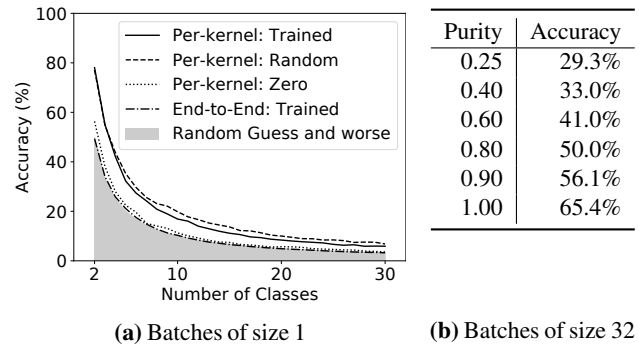 100
80
60
40
20
0
Accuracy (%)
Per-kernel: Trained
Per-kernel: Random
Per-kernel: Zero
End-to-End: Trained
Random Guess and worse
2 10 20 30
Number of Classes
(a) Batches of size 1
Purity Accuracy
0.25 29.3%
0.40 33.0%
0.60 41.0%
0.80 50.0%
0.90 56.1%
1.00 65.4%
(b) Batches of size 32